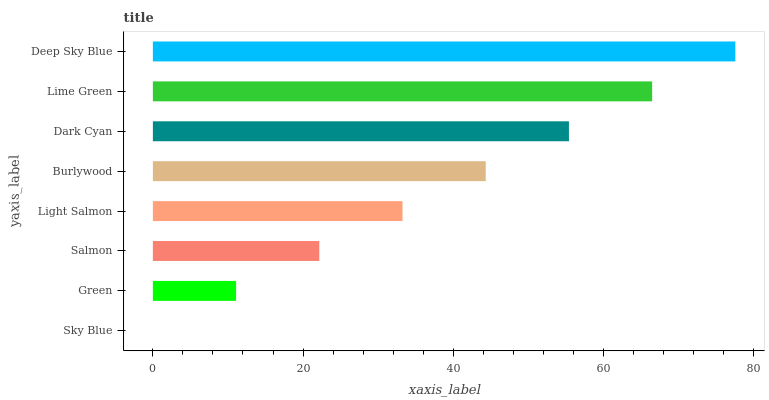 title
Deep Sky Blue
Lime Green
Dark Cyan
Burlywood
Light Salmon
Salmon
Green
Sky Blue
yaxis_label
0 20 40 60 80
xaxis_label